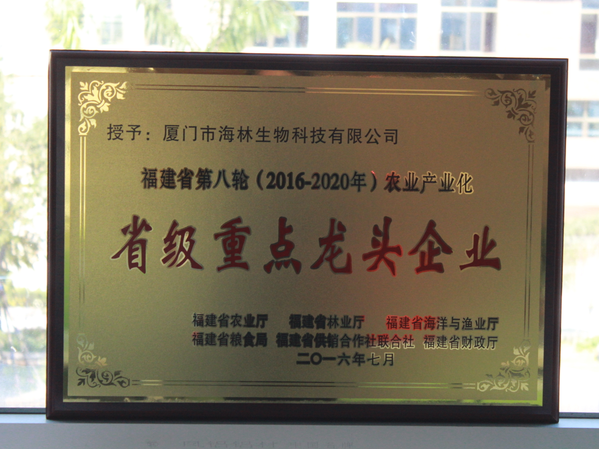 授予：厦门市海林生物科技有限公司
福建省第八轮（2016-2020年）农业产业化
省级重点龙头企业
福建省农业厅 福建省林业厅 福建省海洋与渔业厅
福建省粮食局 福建省供销合作社联合社 福建省财政厅
二〇一六年七月